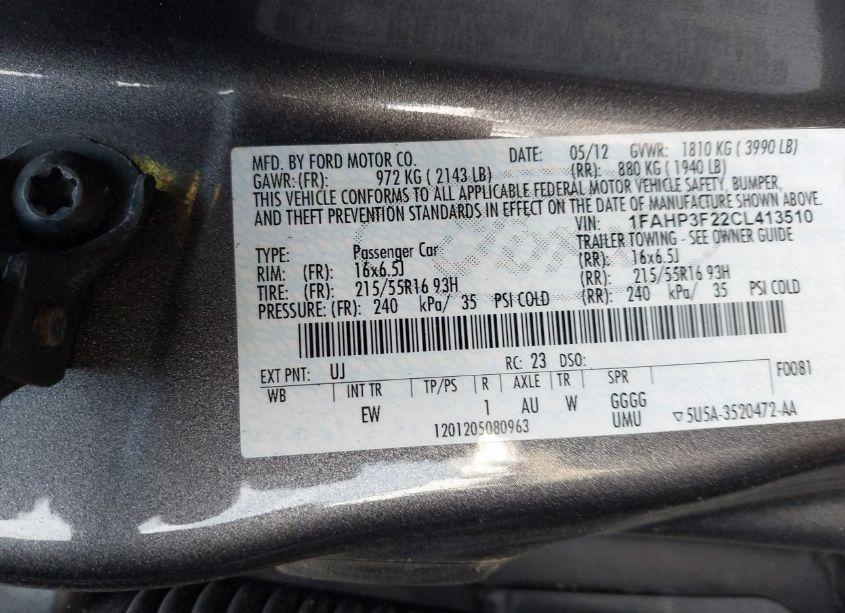 MFD. BY FORD MOTOR CO. DATE: 05/12 GVWR: 1810 KG ( 3990 LB)
GAWR: (FR): 972 KG ( 2143 LB) (RR): 880 KG ( 1940 LB)
THIS VEHICLE CONFORMS TO ALL APPLICABLE FEDERAL MOTOR VEHICLE SAFETY, BUMPER,
AND THEFT PREVENTION STANDARDS IN EFFECT ON THE DATE OF MANUFACTURE SHOWN ABOVE.
VIN: 1FAHP3F22CL413510
TYPE: Passenger Car TRAILER TOWING - SEE OWNER GUIDE
RIM: (FR): 16x6.5J (RR): 16x6.5J
TIRE: (FR): 215/55R16 93H (RR): 215/55R16 93H
PRESSURE: (FR): 240 kPa/ 35 PSI COLD (RR): 240 kPa/ 35 PSI COLD
EXT PNT: UJ RC: 23 DSO: F0081
WB INT TR TP/PS R AXLE TR SPR
EW 1 AU W GGGG
1201205080963 UMU ▽ 5U5A-3520472-AA